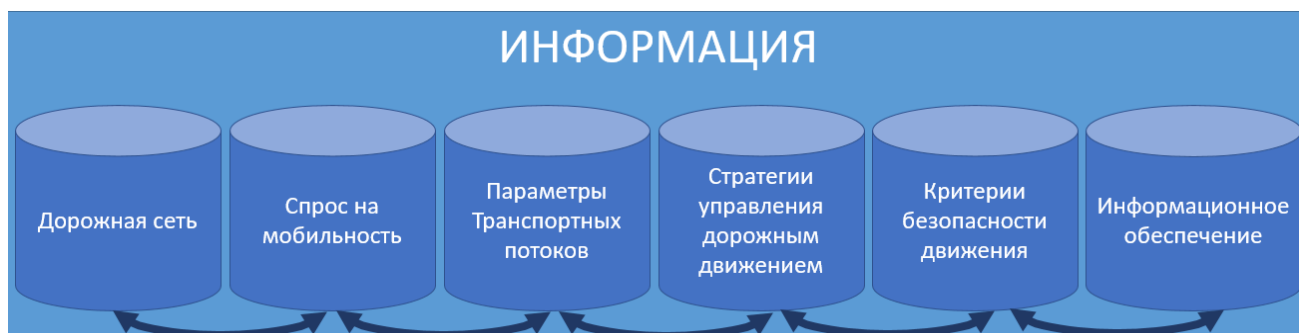 ИНФОРМАЦИЯ
Дорожная сеть
Спрос на
мобильность
Параметры
Транспортных
потоков
Стратегии
управления
дорожным
движением
Критерии
безопасности
движения
Информационное
обеспечение